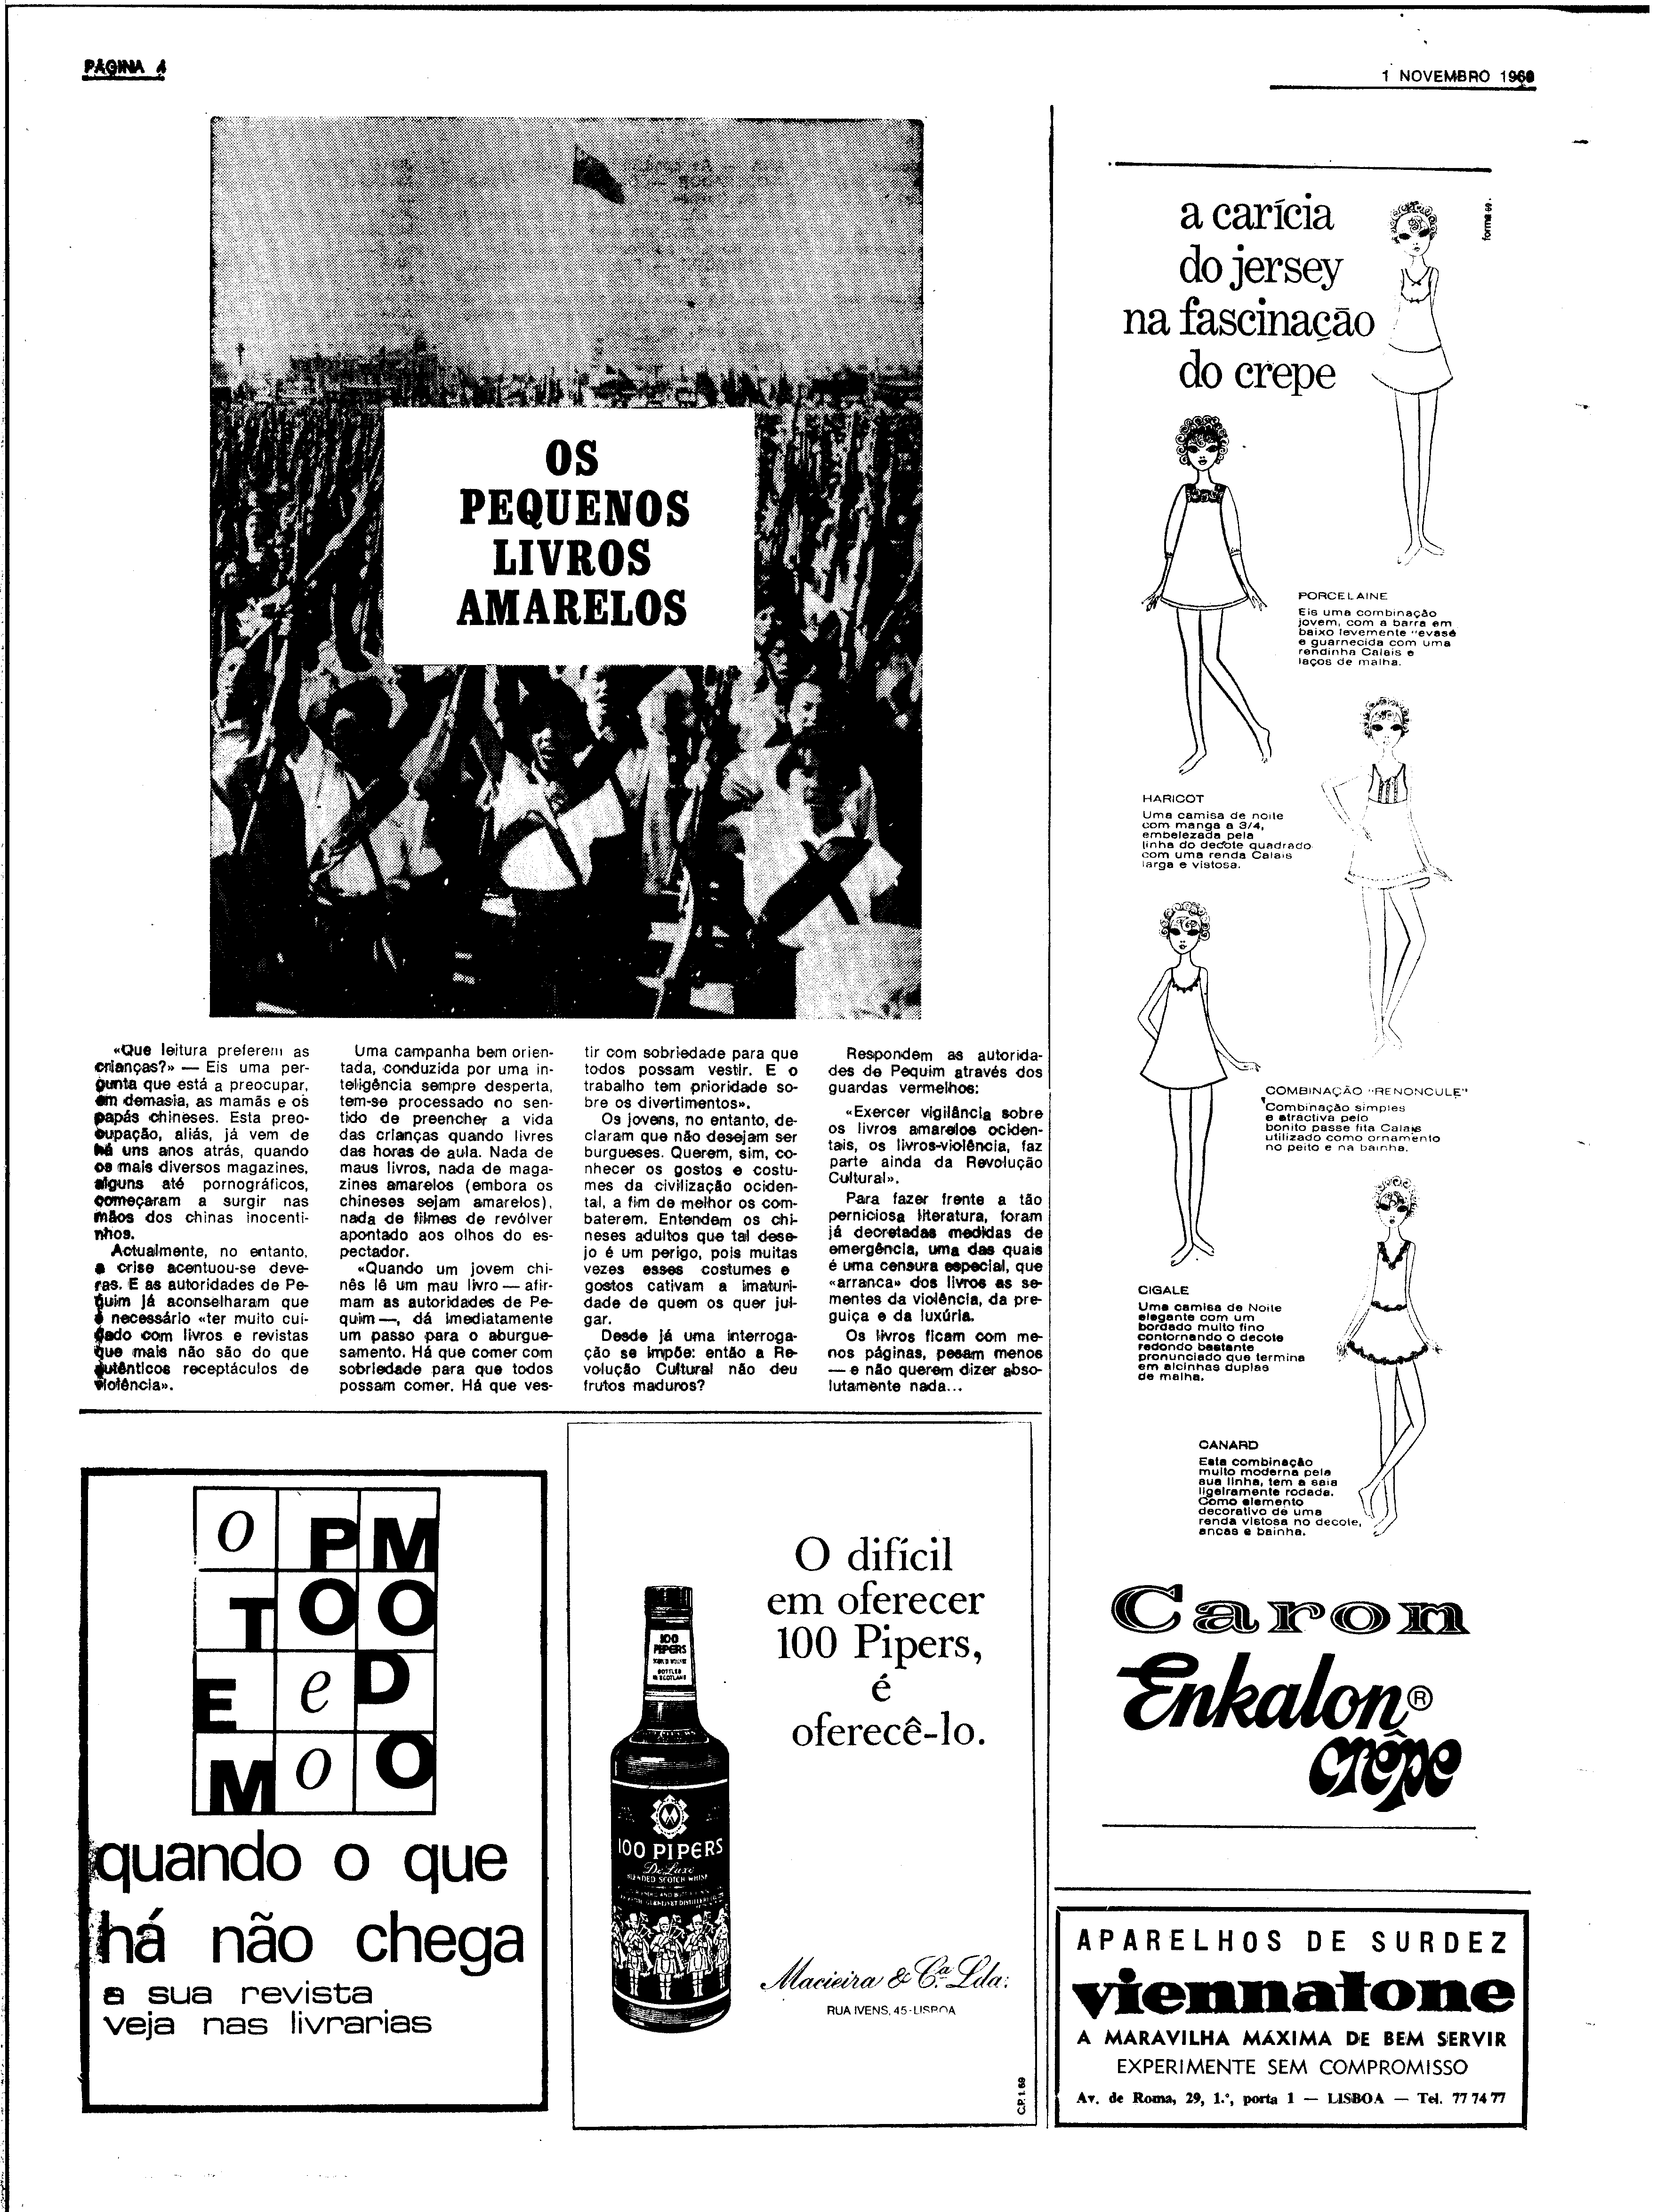 PÁGINA 4
1 NOVEMBRO 1969
OS
PEQUENOS
LIVROS
AMARELOS
«Que leitura preferem as
crianças?» — Eis uma per-
gunta que está a preocupar,
em demasia, as mamãs e os
papás chineses. Esta preo-
cupação, aliás, já vem de
há uns anos atrás, quando
os mais diversos magazines,
alguns até pornográficos,
começaram a surgir nas
mãos dos chinas inocenti-
nhos.
Actualmente, no entanto,
a crise acentuou-se deve-
ras. E as autoridades de Pe-
quim já aconselharam que
é necessário «ter muito cui-
dado com livros e revistas
que mais não são do que
autênticos receptáculos de
violência».
Uma campanha bem orien-
tada, conduzida por uma in-
teligência sempre desperta,
tem-se processado no sen-
tido de preencher a vida
das crianças quando livres
das horas de aula. Nada de
maus livros, nada de maga-
zines amarelos (embora os
chineses sejam amarelos),
nada de filmes de revólver
apontado aos olhos do es-
pectador.
«Quando um jovem chi-
nês lê um mau livro — afir-
mam as autoridades de Pe-
quim —, dá imediatamente
um passo para o aburgue-
samento. Há que comer com
sobriedade para que todos
possam comer. Há que ves-
tir com sobriedade para que
todos possam vestir. E o
trabalho tem prioridade so-
bre os divertimentos».
Os jovens, no entanto, de-
claram que não desejam ser
burgueses. Querem, sim, co-
nhecer os gostos e costu-
mes da civilização ociden-
tal, a fim de melhor os com-
baterem. Entendem os chi-
neses adultos que tal dese-
jo é um perigo, pois muitas
vezes esses costumes e
gostos cativam a imaturi-
dade de quem os quer jul-
gar.
Desde já uma interroga-
ção se impõe: então a Re-
volução Cultural não deu
frutos maduros?
Respondem as autorida-
des de Pequim através dos
guardas vermelhos:
«Exercer vigilância sobre
os livros amarelos ociden-
tais, os livros-violência, faz
parte ainda da Revolução
Cultural».
Para fazer frente a tão
perniciosa literatura, foram
já decretadas medidas de
emergência, uma das quais
é uma censura especial, que
«arranca» dos livros as se-
mentes da violência, da pre-
guiça e da luxúria.
Os livros ficam com me-
nos páginas, pesam menos
— e não querem dizer abso-
lutamente nada...
a carícia
do jersey
na fascinação
do crepe
forma 69.
PORCELAINE
Eis uma combinação
jovem, com a barra em
baixo levemente "evasé
e guarnecida com uma
rendinha Calais e
laços de malha.
HARICOT
Uma camisa de noite
com manga a 3/4,
embelezada pela
linha do decote quadrado
com uma renda Calais
larga e vistosa.
COMBINAÇÃO "RENONCULE"
Combinação simples
e atractiva pelo
bonito passe fita Calais
utilizado como ornamento
no peito e na bainha.
CIGALE
Uma camisa de Noite
elegante com um
bordado muito fino
contornando o decote
redondo bastante
pronunciado que termina
em alcinhas duplas
de malha.
CANARD
Esta combinação
muito moderna pela
sua linha, tem a saia
ligeiramente rodada.
Como elemento
decorativo de uma
renda vistosa no decote,
ancas e bainha.
Caron
Enkalon®
crêpe
o PM
TOO
EeD
MoO
quando o que
há não chega
a sua revista
veja nas livrarias
O difícil
em oferecer
100 Pipers,
é
oferecê-lo.
100
PIPERS
BOTTLED
IN SCOTLAND
100 PIPERS
De Luxe
BLENDED SCOTCH WHISKY
Macieira & Cª. Lda.
RUA IVENS, 45-LISBOA
C.P.1.69
APARELHOS DE SURDEZ
viennatone
A MARAVILHA MÁXIMA DE BEM SERVIR
EXPERIMENTE SEM COMPROMISSO
Av. de Roma, 29, 1.º, porta 1 — LISBOA — Tel. 77 74 77